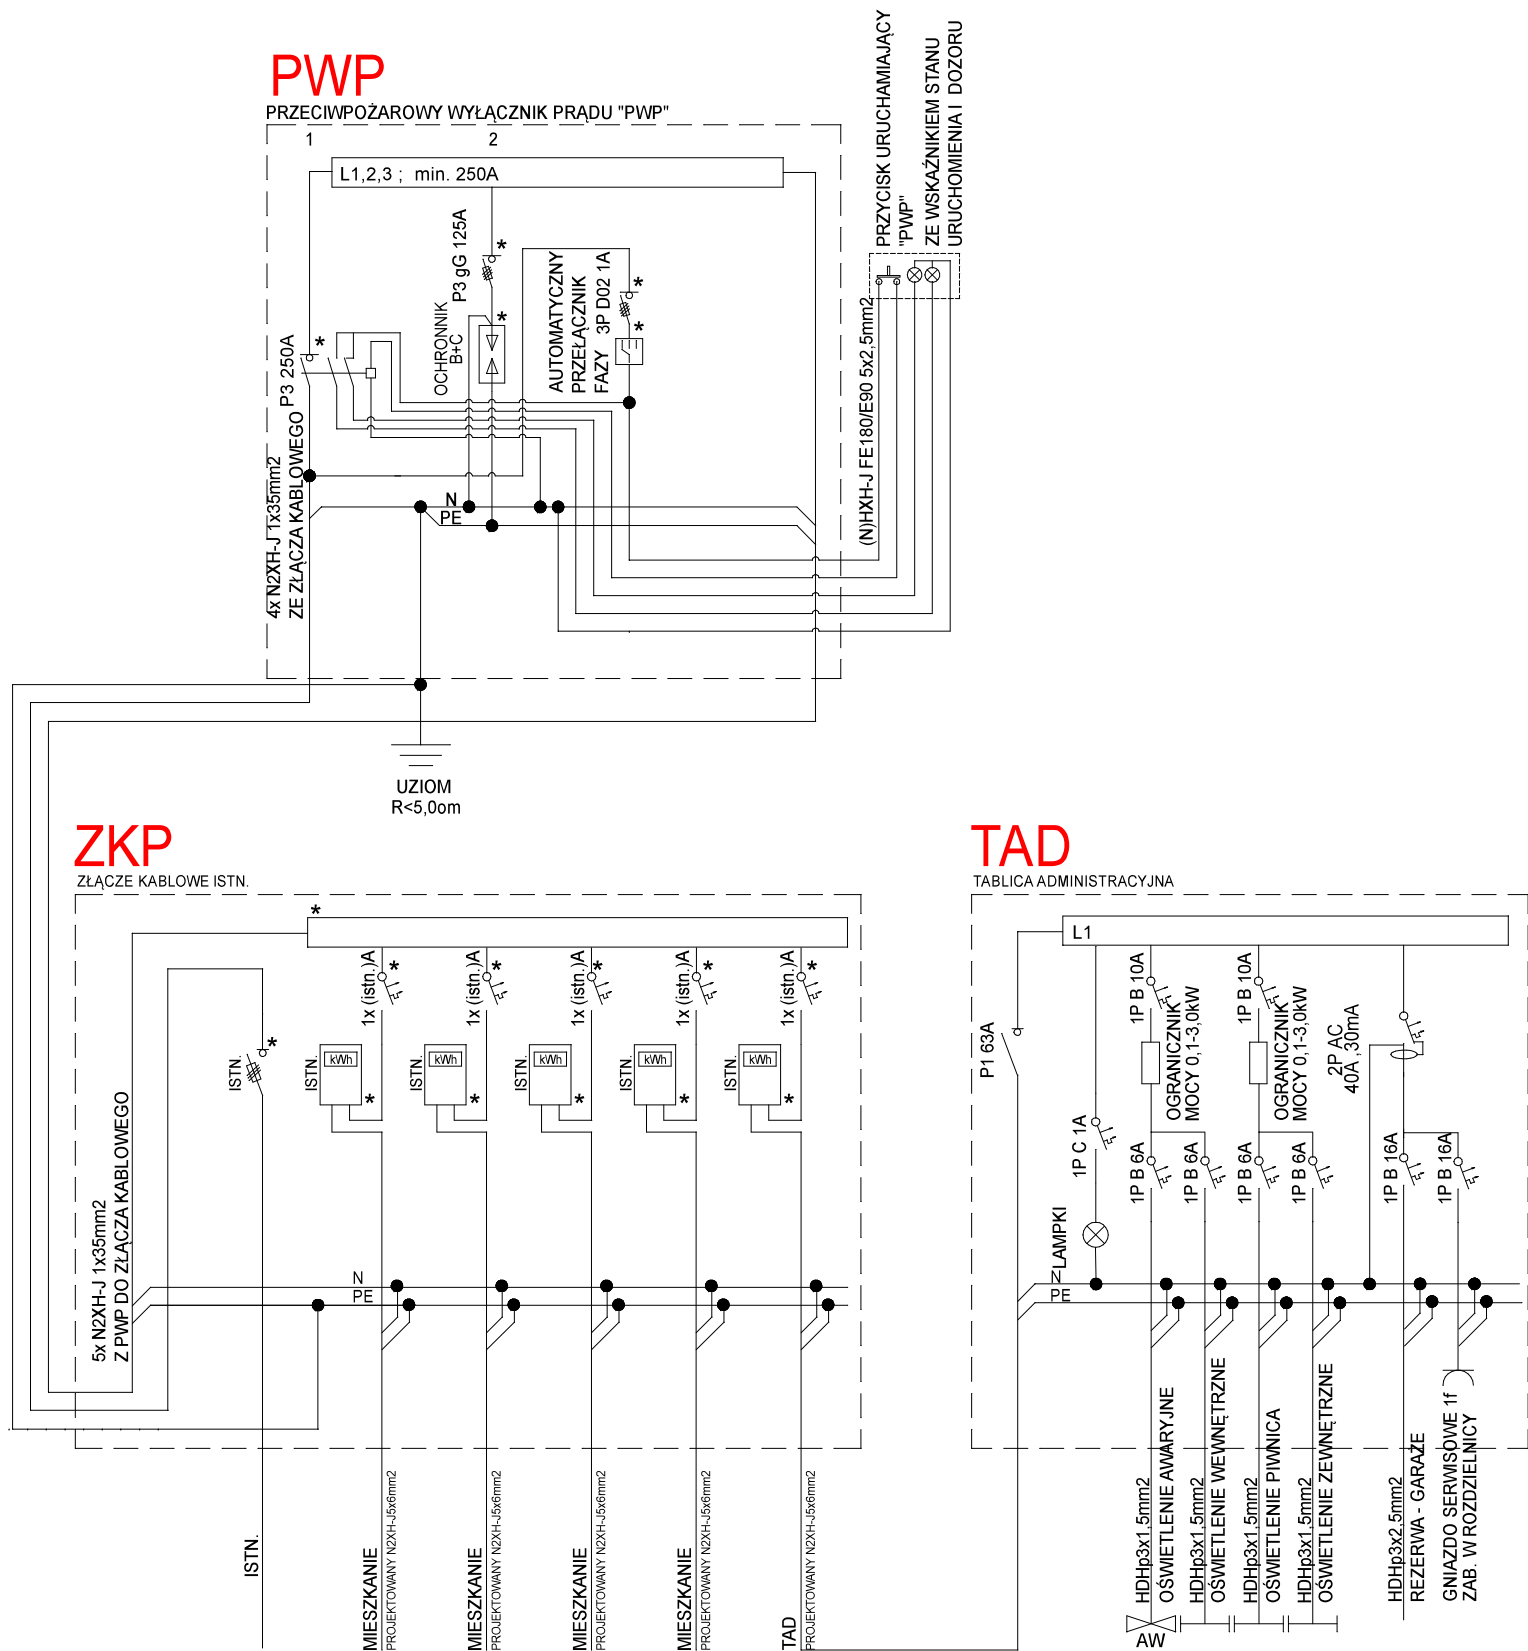 PWP
PRZECIWPOŻAROWY WYŁĄCZNIK PRĄDU "PWP"
1
2
L1,2,3 ; min. 250A
P3 250A
*
P3 gG 125A
*
OCHRONNIK
B+C
*
AUTOMATYCZNY
PRZEŁĄCZNIK
FAZY 3P D02 1A
*
*
PRZYCISK URUCHAMIAJĄCY
"PWP"
ZE WSKAŹNIKIEM STANU
URUCHOMIENIA I DOZORU
(N)HXH-J FE180/E90 5x2,5mm2
4x N2XH-J 1x35mm2
ZE ZŁĄCZA KABLOWEGO
N
PE
UZIOM
R<5,0om
ZKP
ZŁĄCZE KABLOWE ISTN.
*
5x N2XH-J 1x35mm2
Z PWP DO ZŁĄCZA KABLOWEGO
ISTN.
*
1x (istn.)A
*
1x (istn.)A
*
1x (istn.)A
*
1x (istn.)A
*
1x (istn.)A
*
ISTN.
kWh
*
ISTN.
kWh
*
ISTN.
kWh
*
ISTN.
kWh
*
ISTN.
kWh
*
N
PE
ISTN.
MIESZKANIE
PROJEKTOWANY N2XH-J5x6mm2
MIESZKANIE
PROJEKTOWANY N2XH-J5x6mm2
MIESZKANIE
PROJEKTOWANY N2XH-J5x6mm2
MIESZKANIE
PROJEKTOWANY N2XH-J5x6mm2
TAD
PROJEKTOWANY N2XH-J5x6mm2
TAD
TABLICA ADMINISTRACYJNA
L1
P1 63A
1P C 1A
LAMPKI
1P B 10A
OGRANICZNIK
MOCY 0,1-3,0kW
1P B 10A
OGRANICZNIK
MOCY 0,1-3,0kW
2P AC
40A ,30mA
1P B 6A
1P B 6A
1P B 6A
1P B 6A
1P B 16A
1P B 16A
N
PE
HDHp3x1,5mm2
OŚWIETLENIE AWARYJNE
HDHp3x1,5mm2
OŚWIETLENIE WEWNĘTRZNE
HDHp3x1,5mm2
OŚWIETLENIE PIWNICA
HDHp3x1,5mm2
OŚWIETLENIE ZEWNĘTRZNE
HDHp3x2,5mm2
REZERWA - GARAŻE
GNIAZDO SERWISOWE 1f
ZAB. W ROZDZIELNICY
AW